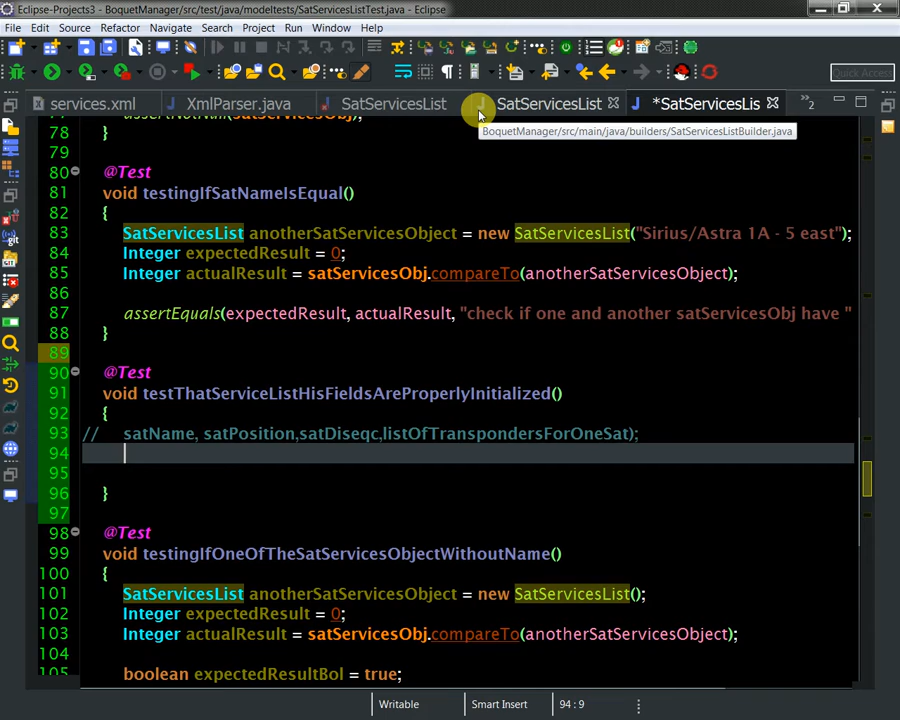 Eclipse-Projects3 - BoquetManager/src/test/java/modeltests/SatServicesListTest.java - Eclipse
File Edit Source Refactor Navigate Search Project Run Window Help
Quick Access
services.xml XmlParser.java SatServicesList SatServicesList *SatServicesLis »2
BoquetManager/src/main/java/builders/SatServicesListBuilder.java
78 }
79
80 @Test
81 void testingIfSatNameIsEqual()
82 {
83 SatServicesList anotherSatServicesObject = new SatServicesList("Sirius/Astra 1A - 5 east");
84 Integer expectedResult = 0;
85 Integer actualResult = satServicesObj.compareTo(anotherSatServicesObject);
86
87 assertEquals(expectedResult, actualResult, "check if one and another satServicesObj have "
88 }
89
90 @Test
91 void testThatServiceListHisFieldsAreProperlyInitialized()
92 {
93 // satName, satPosition,satDiseqc,listOfTranspondersForOneSat);
94
95
96 }
97
98 @Test
99 void testingIfOneOfTheSatServicesObjectWithoutName()
100 {
101 SatServicesList anotherSatServicesObject = new SatServicesList();
102 Integer expectedResult = 0;
103 Integer actualResult = satServicesObj.compareTo(anotherSatServicesObject);
104
105 boolean expectedResultBol = true;
Writable Smart Insert 94 : 9